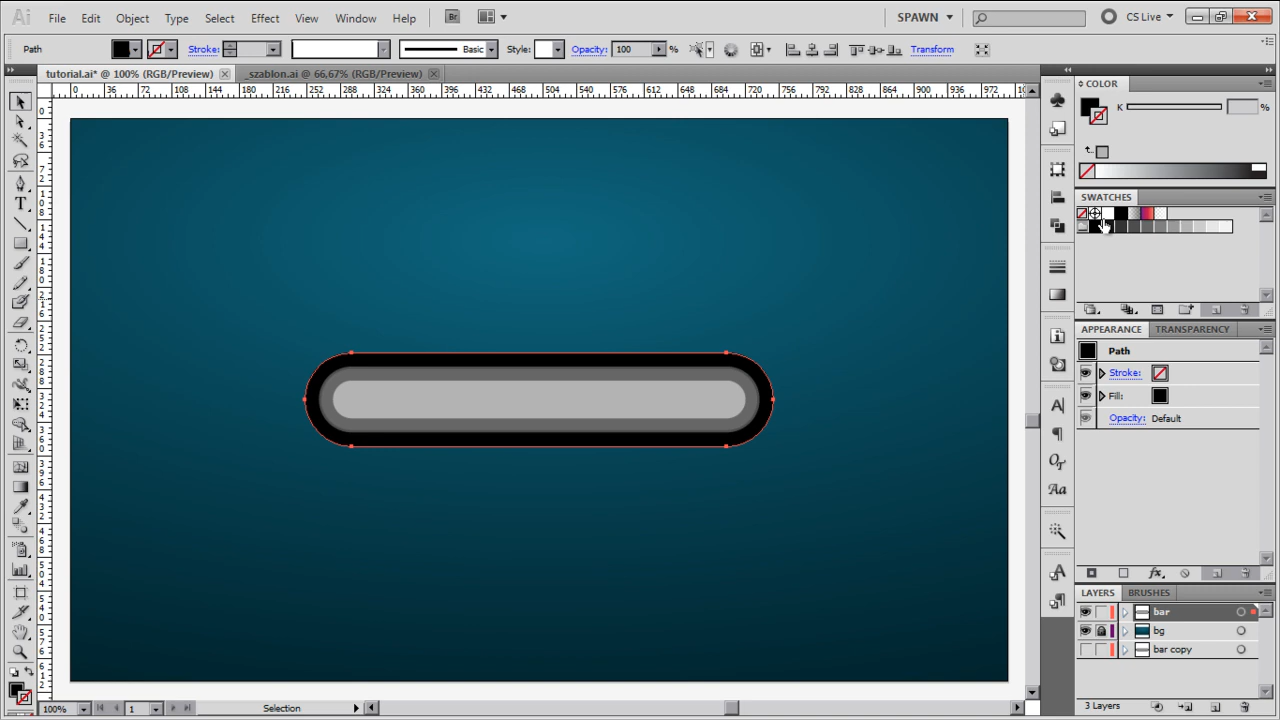 Ai File Edit Object Type Select Effect View Window Help Br SPAWN CS Live
Path Stroke: Basic Style: Opacity: 100 % Transform
tutorial.ai* @ 100% (RGB/Preview) _szablon.ai @ 66,67% (RGB/Preview)
0 36 72 108 144 180 216 252 288 324 360 396 432 468 504 540 576 612 648 684 720 756 792 828 864 900 936 972
COLOR
K %
SWATCHES
APPEARANCE TRANSPARENCY
Path
Stroke:
Fill:
Opacity: Default
LAYERS BRUSHES
bar
bg
bar copy
3 Layers
100% 1 Selection